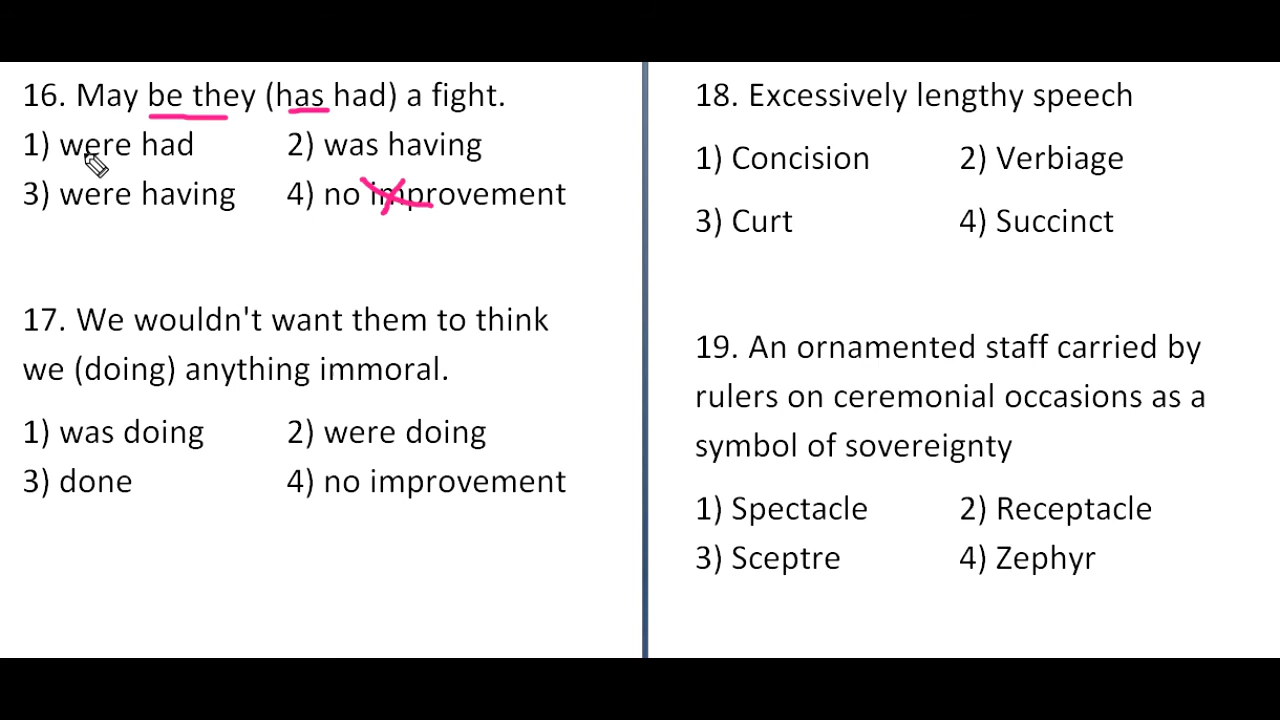 16. May be they (has had) a fight.
1) were had 2) was having
3) were having 4) no improvement
17. We wouldn't want them to think
we (doing) anything immoral.
1) was doing 2) were doing
3) done 4) no improvement
18. Excessively lengthy speech
1) Concision 2) Verbiage
3) Curt 4) Succinct
19. An ornamented staff carried by
rulers on ceremonial occasions as a
symbol of sovereignty
1) Spectacle 2) Receptacle
3) Sceptre 4) Zephyr